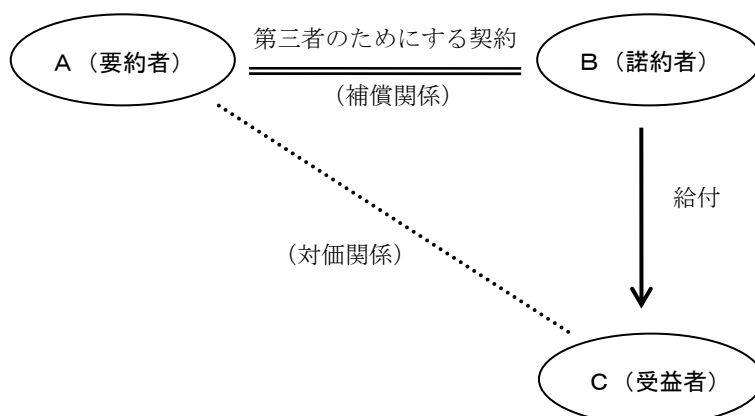 第三者のためにする契約
A（要約者）
B（諾約者）
（補償関係）
給付
（対価関係）
C（受益者）